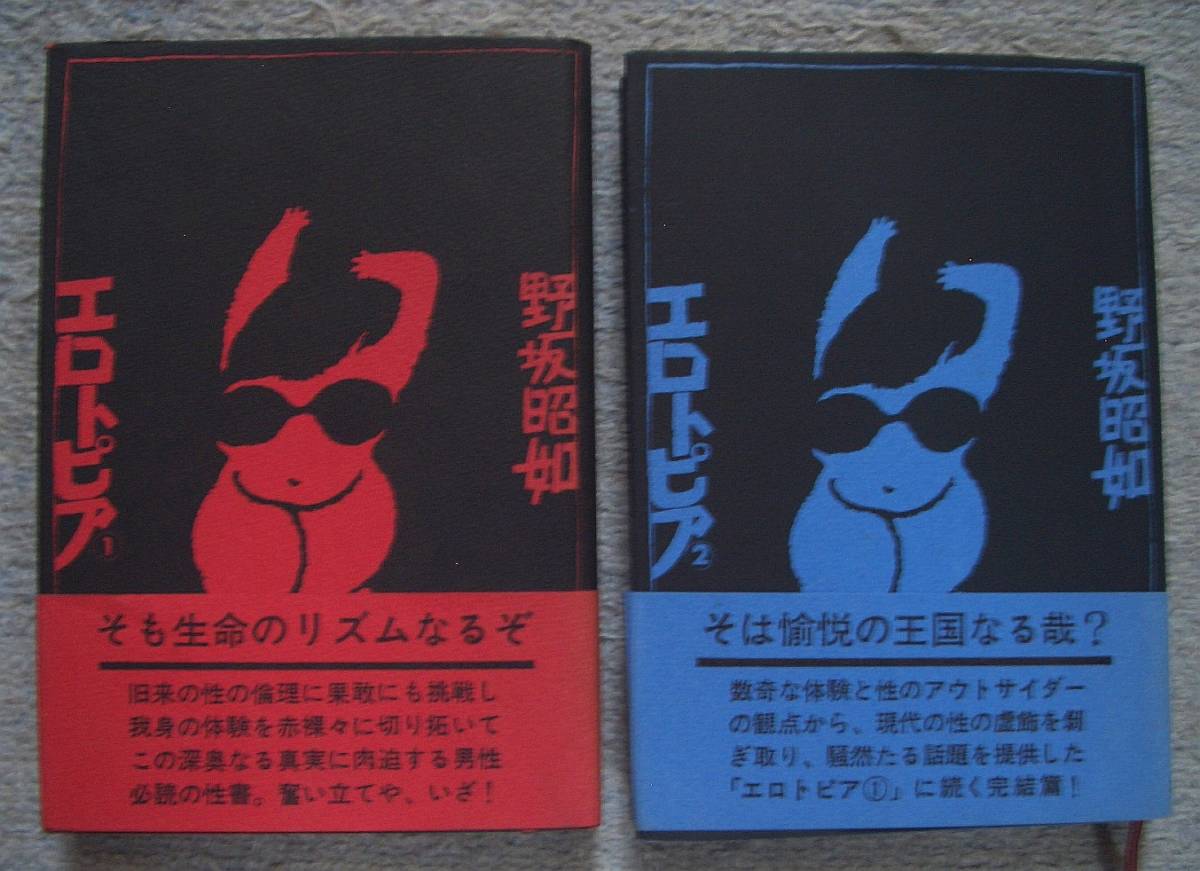 野坂昭如
エロトピア1
そも生命のリズムなるぞ
旧来の性の倫理に果敢にも挑戦し
我身の体験を赤裸々に切り拓いて
この深奥なる真実に肉迫する男性
必読の性書。奮い立てや、いざ！
野坂昭如
エロトピア②
そは愉悦の王国なる哉？
数奇な体験と性のアウトサイダー
の観点から、現代の性の虚飾を剝
ぎ取り、騒然たる話題を提供した
「エロトピア①」に続く完結篇！